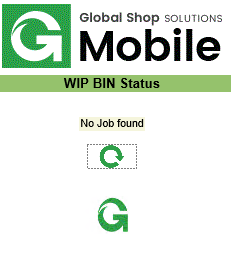 Global Shop SOLUTIONS
Mobile
WIP BIN Status
No Job found